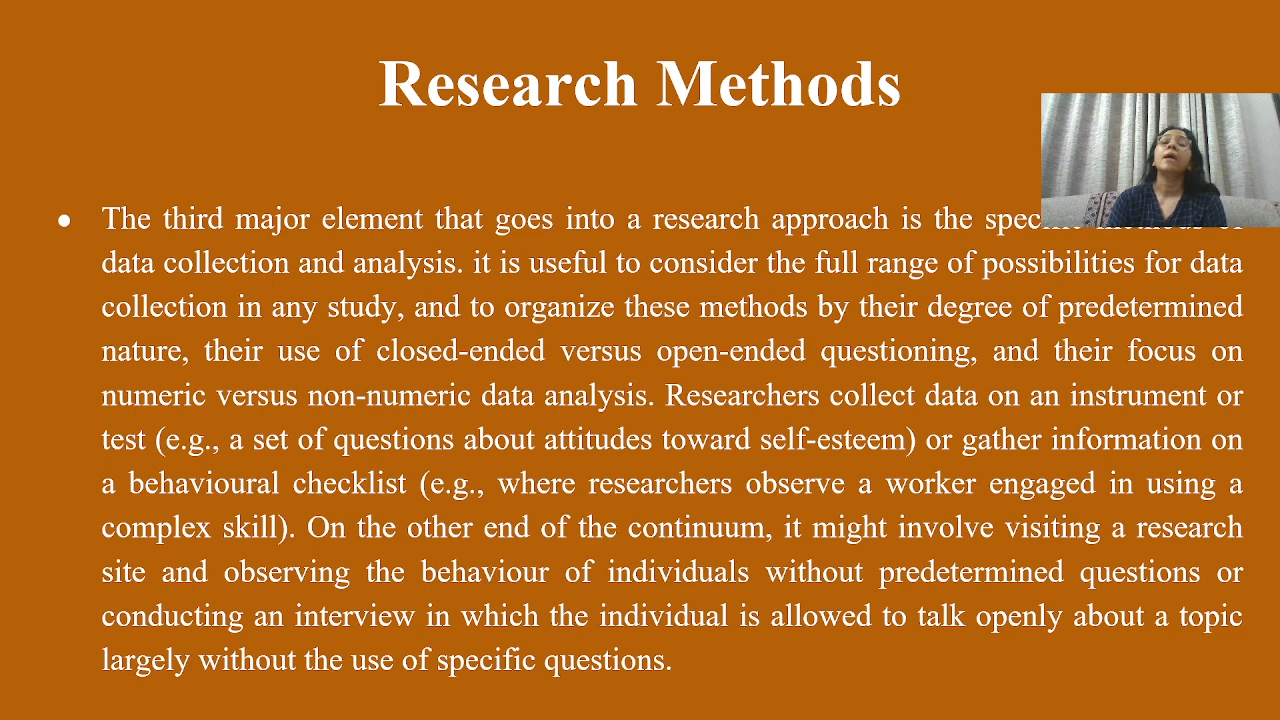 Research Methods
● The third major element that goes into a research approach is the
data collection and analysis. it is useful to consider the full range of possibilities for data
collection in any study, and to organize these methods by their degree of predetermined
nature, their use of closed-ended versus open-ended questioning, and their focus on
numeric versus non-numeric data analysis. Researchers collect data on an instrument or
test (e.g., a set of questions about attitudes toward self-esteem) or gather information on
a behavioural checklist (e.g., where researchers observe a worker engaged in using a
complex skill). On the other end of the continuum, it might involve visiting a research
site and observing the behaviour of individuals without predetermined questions or
conducting an interview in which the individual is allowed to talk openly about a topic
largely without the use of specific questions.